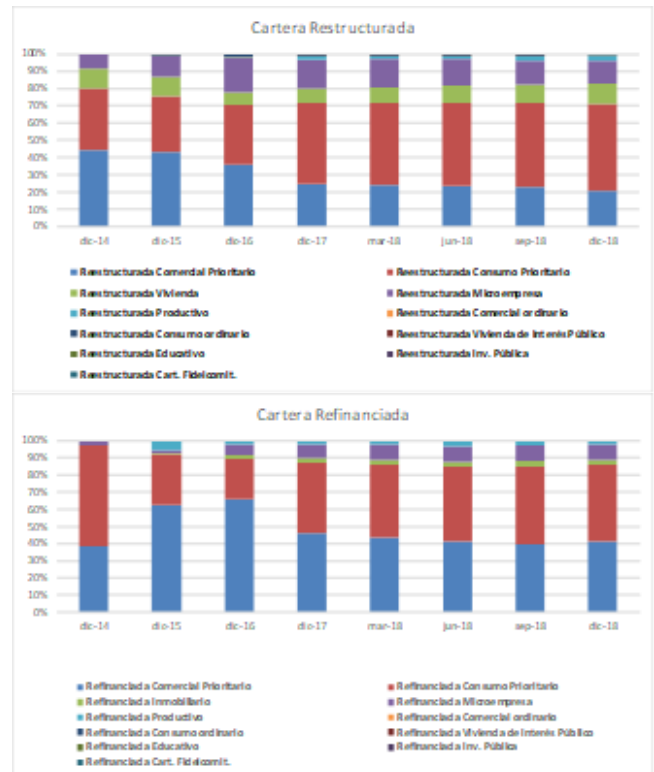 Cartera Restructurada
100%
90%
80%
70%
60%
50%
40%
30%
20%
10%
0%
dic-14 dic-15 dic-16 dic-17 mar-18 jun-18 sep-18 dic-18
Reestructurada Comercial Prioritario Reestructurada Consumo Prioritario
Reestructurada Vivienda Reestructurada Microempresa
Reestructurada Productivo Reestructurada Comercial ordinario
Reestructurada Consumo ordinario Reestructurada Vivienda de Interés Público
Reestructurada Educativo Reestructurada Inv. Pública
Reestructurada Cart. Fideicomit.
Cartera Refinanciada
100%
90%
80%
70%
60%
50%
40%
30%
20%
10%
0%
dic-14 dic-15 dic-16 dic-17 mar-18 jun-18 sep-18 dic-18
Refinanciada Comercial Prioritario Refinanciada Consumo Prioritario
Refinanciada Inmobiliario Refinanciada Microempresa
Refinanciada Productivo Refinanciada Comercial ordinario
Refinanciada Consumo ordinario Refinanciada Vivienda de Interés Público
Refinanciada Educativo Refinanciada Inv. Pública
Refinanciada Cart. Fideicomit.